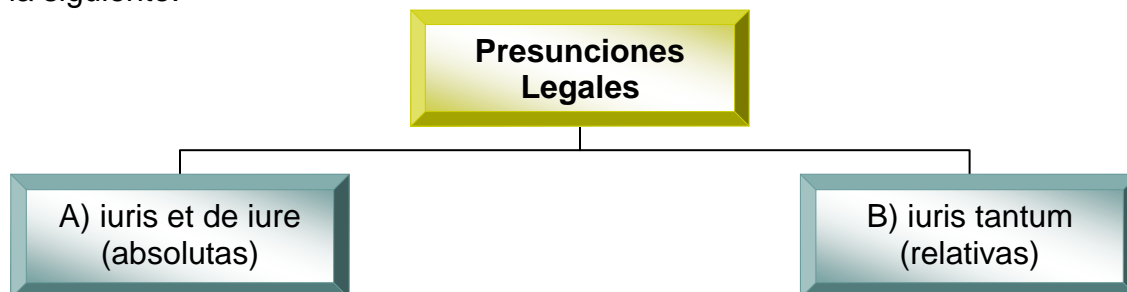 la siguiente:
Presunciones
Legales
A) iuris et de iure
(absolutas)
B) iuris tantum
(relativas)